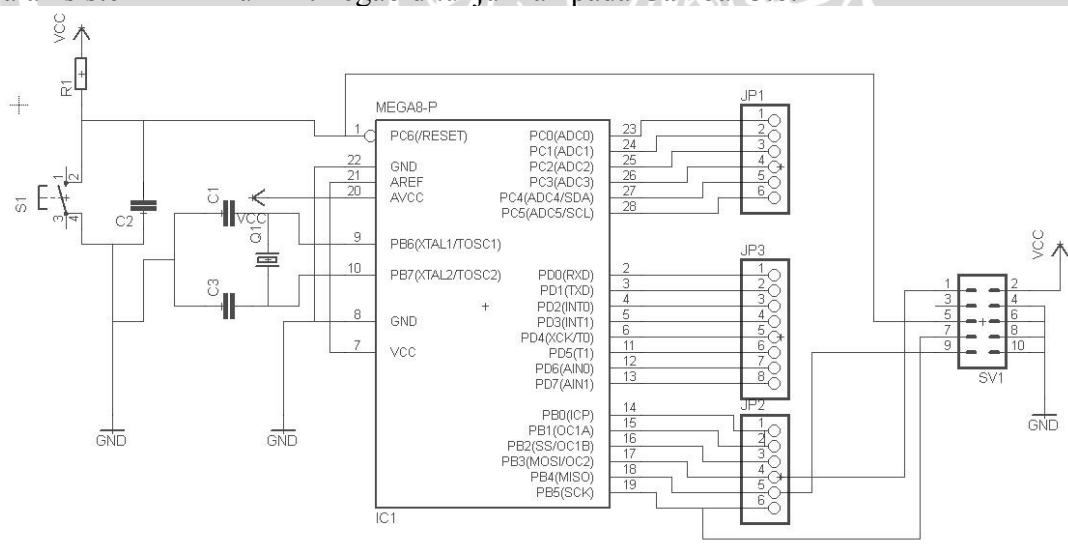 VCC
R1
S1
1
2
3
4
C2
C1
VCC
Q1
C3
GND
GND
MEGA8-P
1
PC6(/RESET)
22
GND
21
AREF
20
AVCC
9
PB6(XTAL1/TOSC1)
10
PB7(XTAL2/TOSC2)
8
GND
7
VCC
PC0(ADC0)
23
PC1(ADC1)
24
PC2(ADC2)
25
PC3(ADC3)
26
PC4(ADC4/SDA)
27
PC5(ADC5/SCL)
28
PD0(RXD)
2
PD1(TXD)
3
PD2(INT0)
4
PD3(INT1)
5
PD4(XCK/T0)
6
PD5(T1)
11
PD6(AIN0)
12
PD7(AIN1)
13
PB0(ICP)
14
PB1(OC1A)
15
PB2(SS/OC1B)
16
PB3(MOSI/OC2)
17
PB4(MISO)
18
PB5(SCK)
19
IC1
JP1
1
2
3
4
5
6
JP3
1
2
3
4
5
6
7
8
JP2
1
2
3
4
5
6
VCC
1
2
3
4
5
6
7
8
9
10
SV1
GND